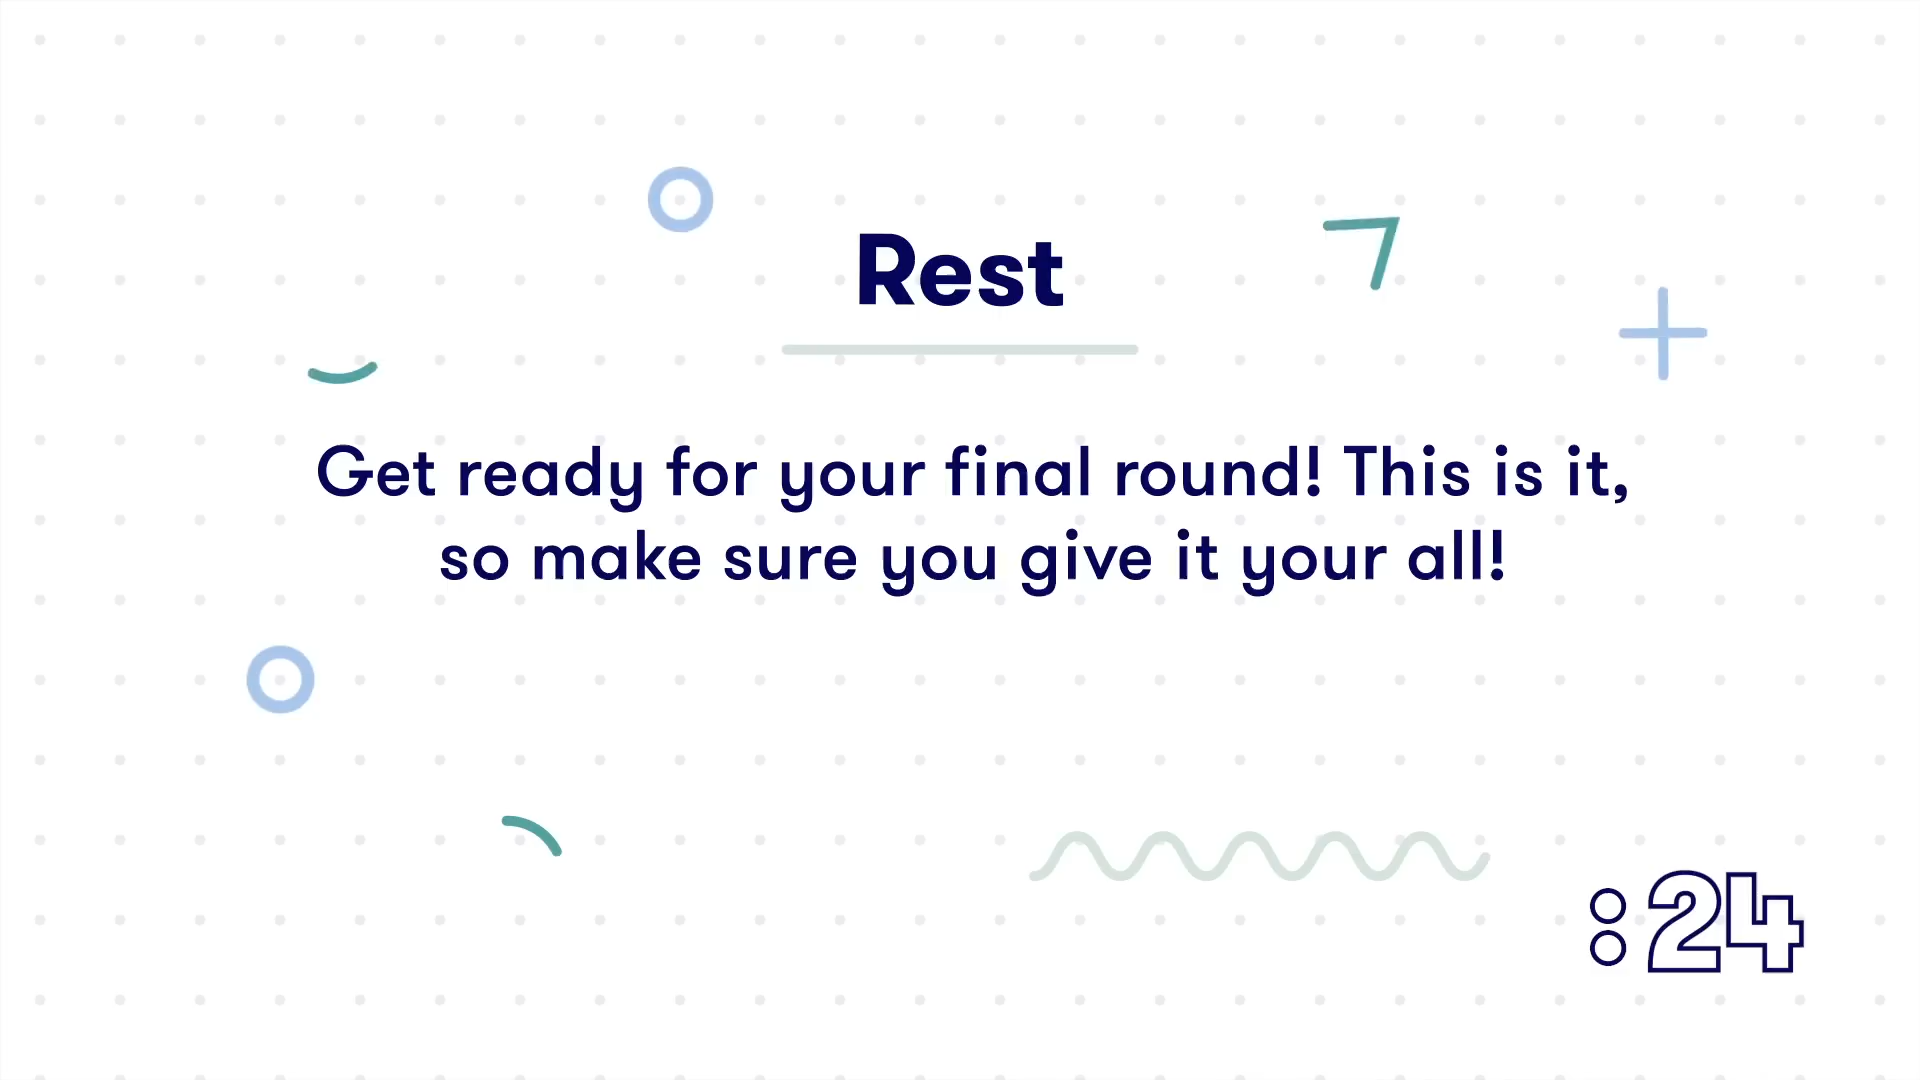 Rest
Get ready for your final round! This is it,
so make sure you give it your all!
:24